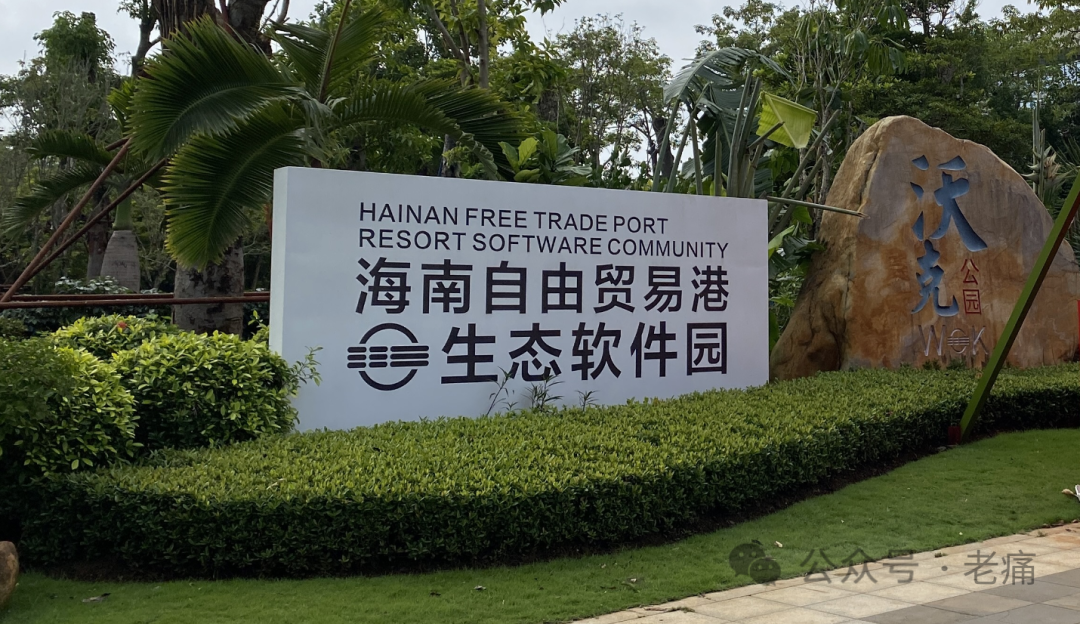 HAINAN FREE TRADE PORT
RESORT SOFTWARE COMMUNITY
海南自由贸易港
生态软件园
沃克
公园
WOK
公众号 · 老痛